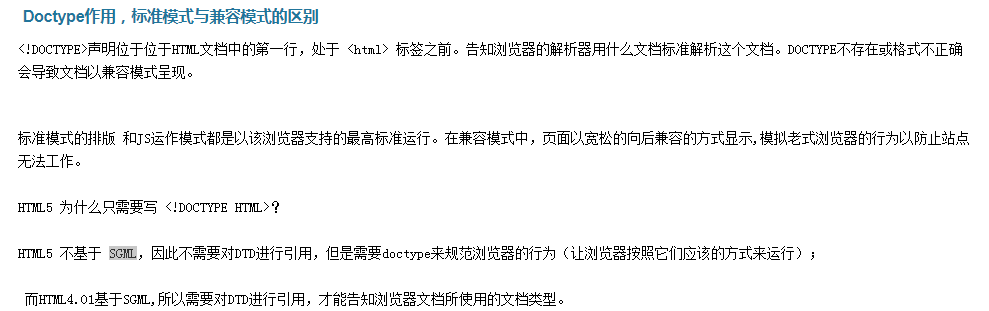 Doctype作用，标准模式与兼容模式的区别
<!DOCTYPE>声明位于位于HTML文档中的第一行，处于 <html> 标签之前。告知浏览器的解析器用什么文档标准解析这个文档。DOCTYPE不存在或格式不正确
会导致文档以兼容模式呈现。
标准模式的排版 和JS运作模式都是以该浏览器支持的最高标准运行。在兼容模式中，页面以宽松的向后兼容的方式显示,模拟老式浏览器的行为以防止站点
无法工作。
HTML5 为什么只需要写 <!DOCTYPE HTML>？
HTML5 不基于 SGML，因此不需要对DTD进行引用，但是需要doctype来规范浏览器的行为（让浏览器按照它们应该的方式来运行）；
而HTML4.01基于SGML,所以需要对DTD进行引用，才能告知浏览器文档所使用的文档类型。